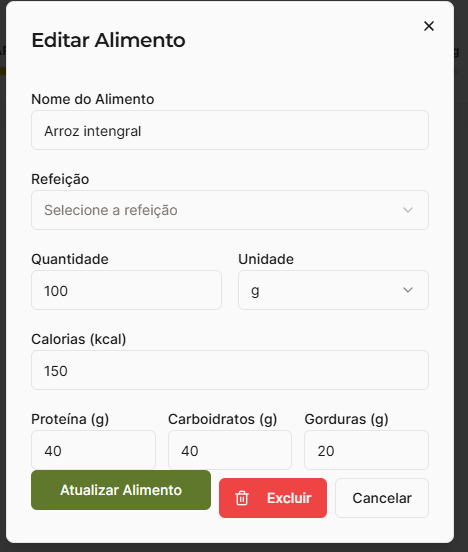 Editar Alimento
Nome do Alimento
Arroz intengral
Refeição
Selecione a refeição
Quantidade Unidade
100 g
Calorias (kcal)
150
Proteína (g) Carboidratos (g) Gorduras (g)
40 40 20
Atualizar Alimento Excluir Cancelar